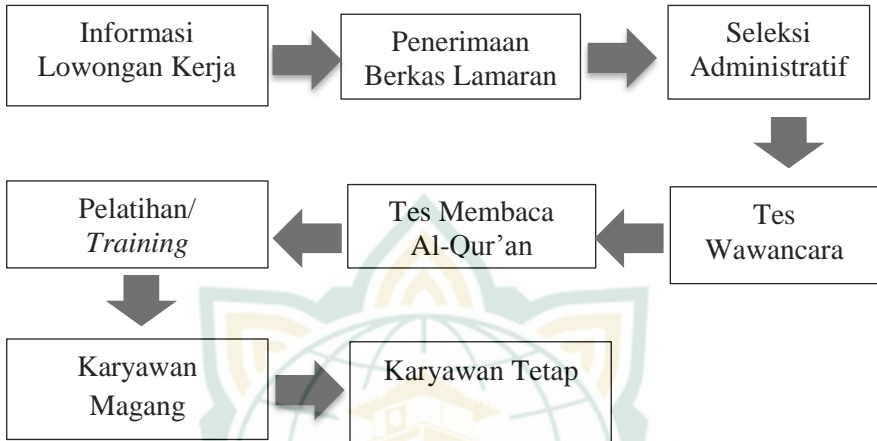 Informasi
Lowongan Kerja
Penerimaan
Berkas Lamaran
Seleksi
Administratif
Tes
Wawancara
Tes Membaca
Al-Qur’an
Pelatihan/
Training
Karyawan
Magang
Karyawan Tetap